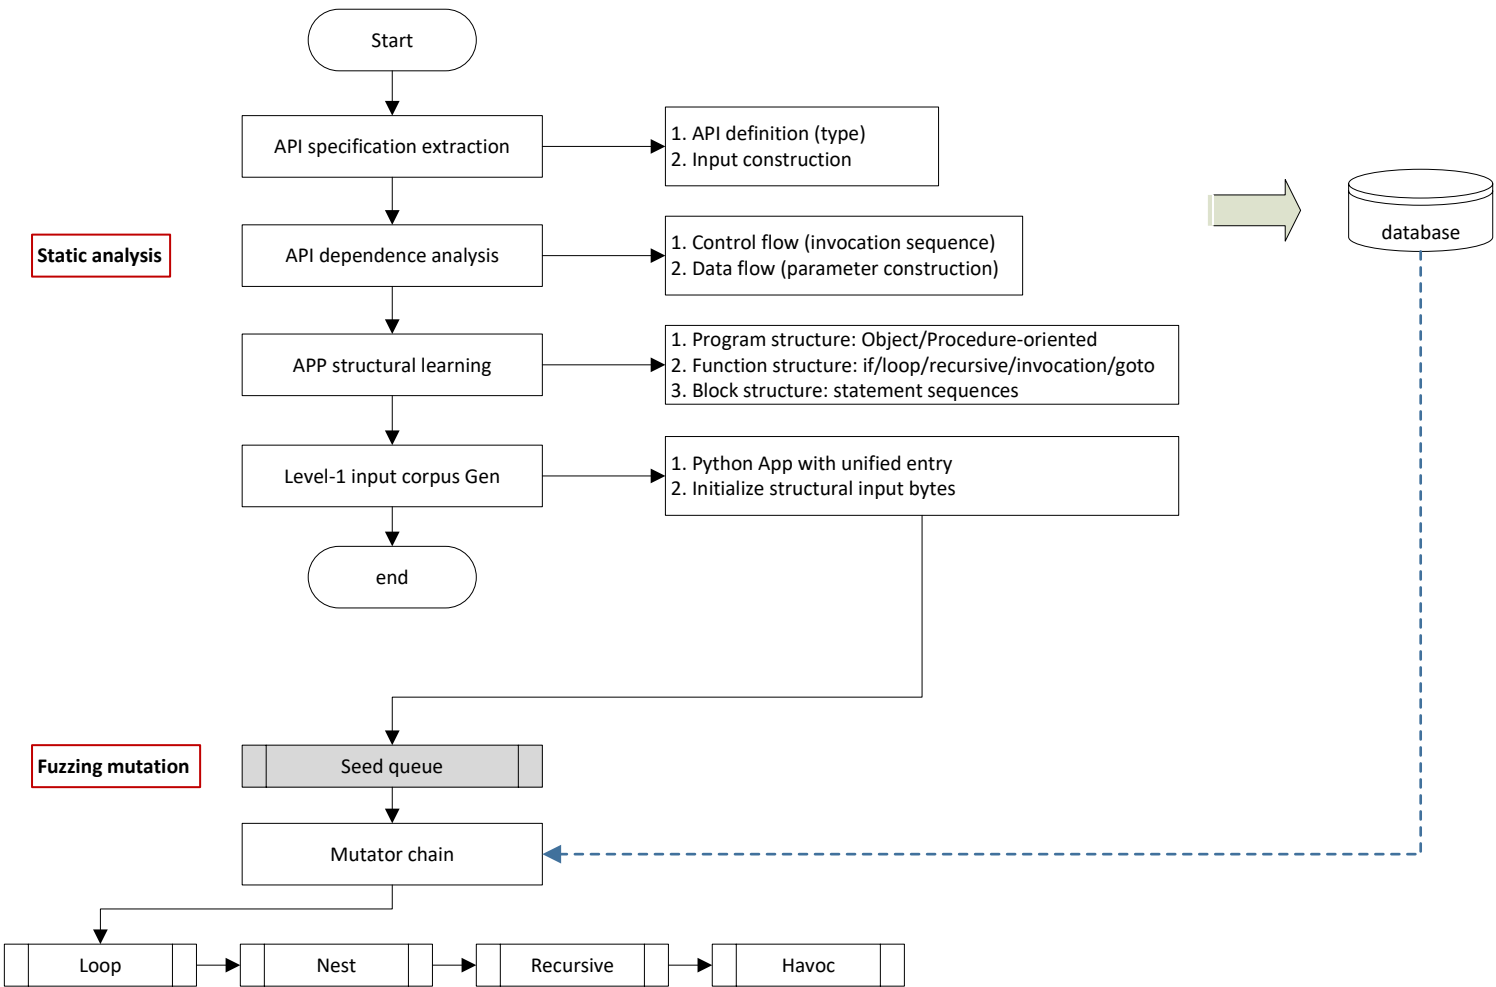 Start
API specification extraction
1. API definition (type)
2. Input construction
database
Static analysis
API dependence analysis
1. Control flow (invocation sequence)
2. Data flow (parameter construction)
APP structural learning
1. Program structure: Object/Procedure-oriented
2. Function structure: if/loop/recursive/invocation/goto
3. Block structure: statement sequences
Level-1 input corpus Gen
1. Python App with unified entry
2. Initialize structural input bytes
end
Fuzzing mutation
Seed queue
Mutator chain
Loop
Nest
Recursive
Havoc